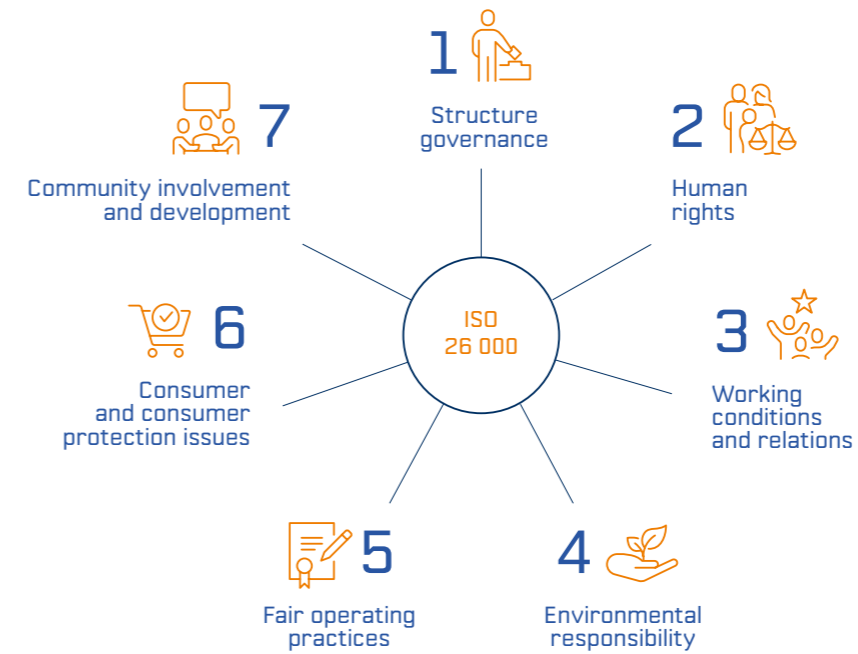 1
Structure
governance
2
Human
rights
3
Working
conditions
and relations
4
Environmental
responsibility
5
Fair operating
practices
6
Consumer
and consumer
protection issues
7
Community involvement
and development
ISO
26 000